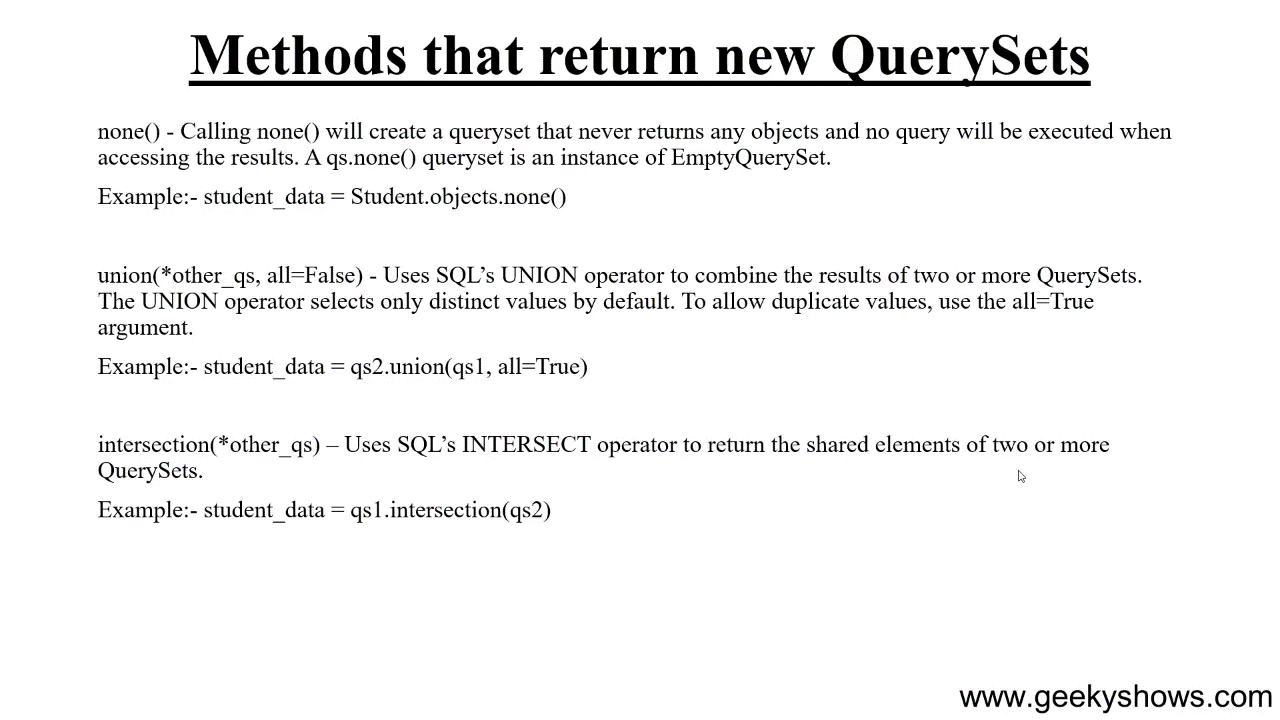 Methods that return new QuerySets
none() - Calling none() will create a queryset that never returns any objects and no query will be executed when
accessing the results. A qs.none() queryset is an instance of EmptyQuerySet.
Example:- student_data = Student.objects.none()
union(*other_qs, all=False) - Uses SQL’s UNION operator to combine the results of two or more QuerySets.
The UNION operator selects only distinct values by default. To allow duplicate values, use the all=True
argument.
Example:- student_data = qs2.union(qs1, all=True)
intersection(*other_qs) – Uses SQL’s INTERSECT operator to return the shared elements of two or more
QuerySets.
Example:- student_data = qs1.intersection(qs2)
www.geekyshows.com